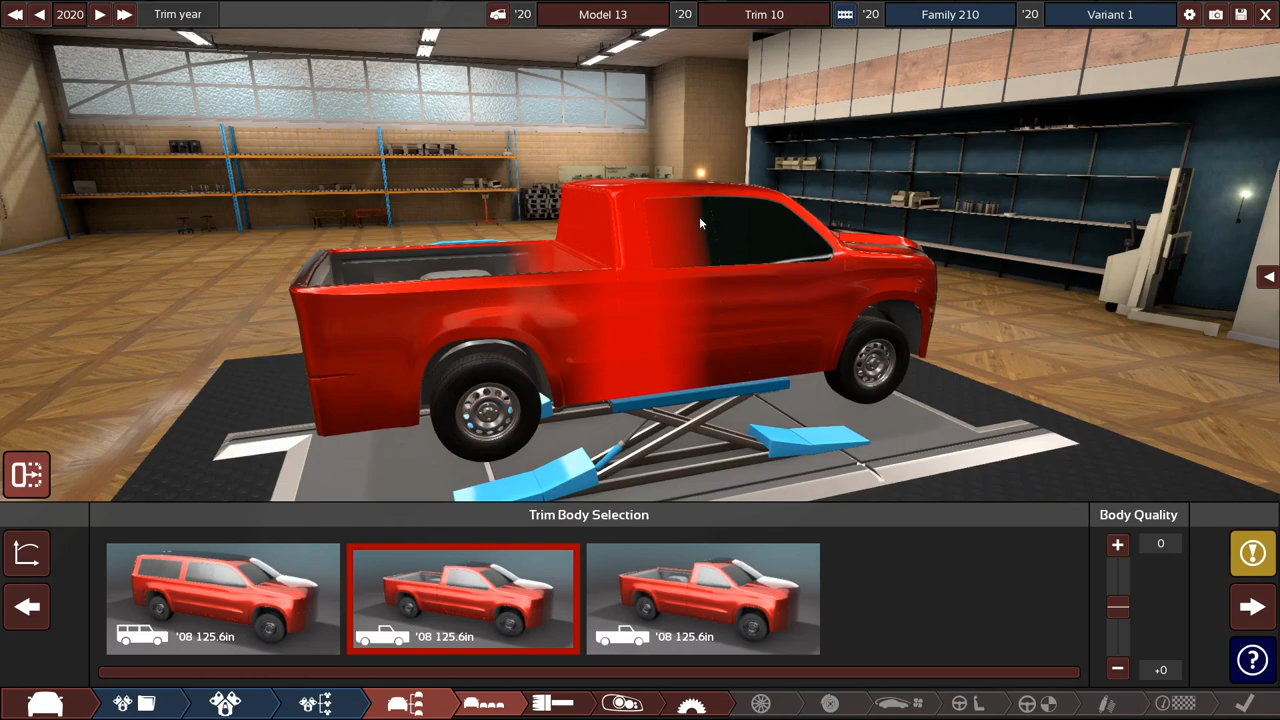 2020 Trim year '20 Model 13 '20 Trim 10 '20 Family 210 '20 Variant 1
Trim Body Selection
Body Quality
0
'08 125.6in
'08 125.6in
'08 125.6in
+0